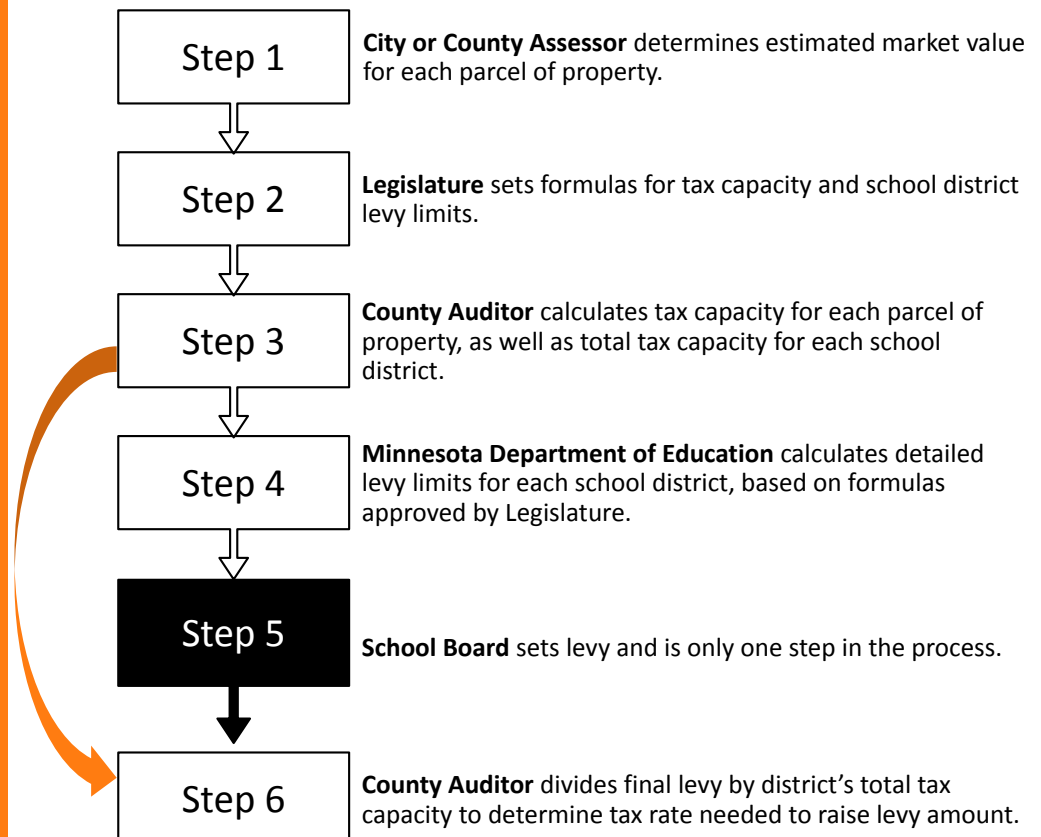 Step 1
City or County Assessor determines estimated market value
for each parcel of property.
Step 2
Legislature sets formulas for tax capacity and school district
levy limits.
Step 3
County Auditor calculates tax capacity for each parcel of
property, as well as total tax capacity for each school
district.
Step 4
Minnesota Department of Education calculates detailed
levy limits for each school district, based on formulas
approved by Legislature.
Step 5
School Board sets levy and is only one step in the process.
Step 6
County Auditor divides final levy by district’s total tax
capacity to determine tax rate needed to raise levy amount.